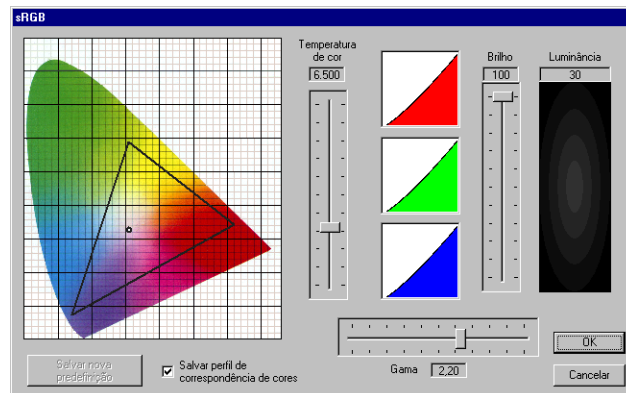 sRGB
Temperatura
de cor
6.500
Brilho
100
Luminância
30
Gama
2,20
Salvar nova
predefinição
Salvar perfil de
correspondência de cores
OK
Cancelar